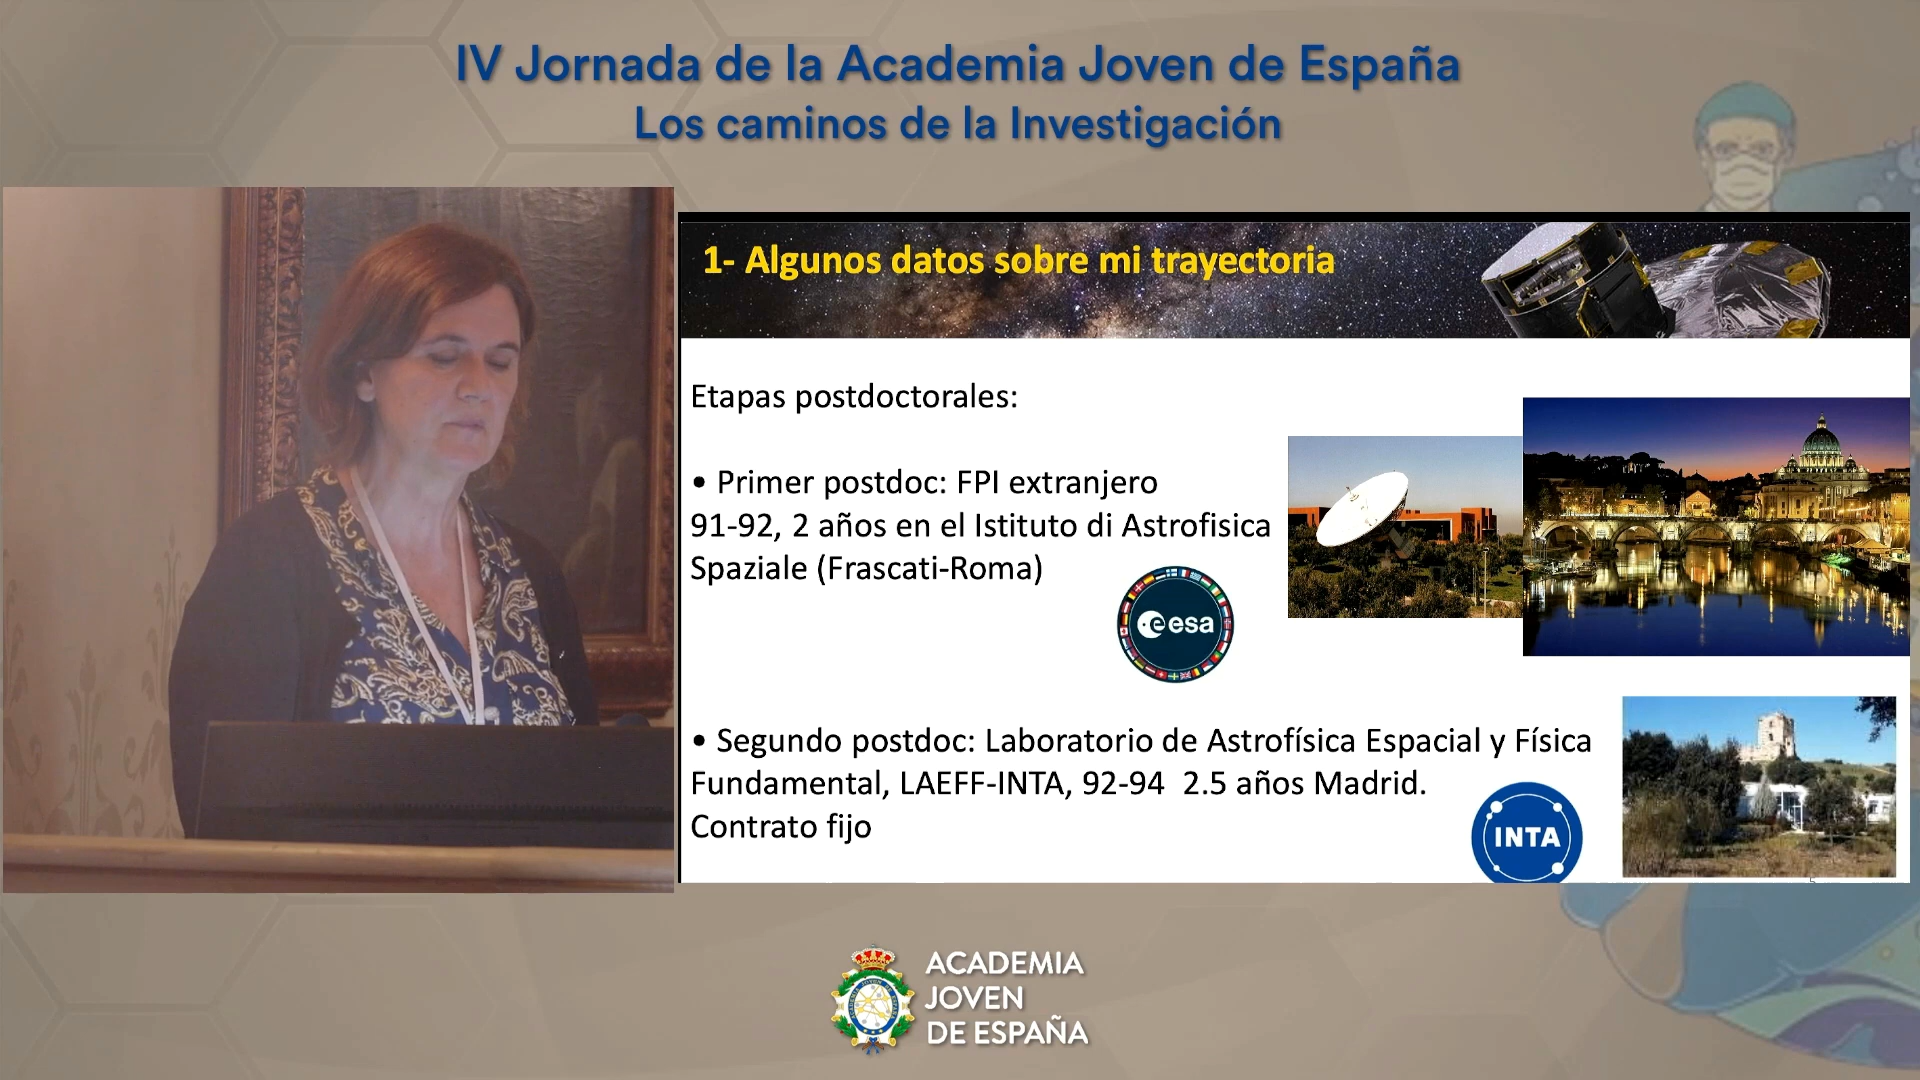 IV Jornada de la Academia Joven de España
Los caminos de la Investigación
1- Algunos datos sobre mi trayectoria
Etapas postdoctorales:
• Primer postdoc: FPI extranjero
91-92, 2 años en el Istituto di Astrofisica
Spaziale (Frascati-Roma)
esa
• Segundo postdoc: Laboratorio de Astrofísica Espacial y Física
Fundamental, LAEFF-INTA, 92-94 2.5 años Madrid.
Contrato fijo
INTA
ACADEMIA
JOVEN
DE ESPAÑA